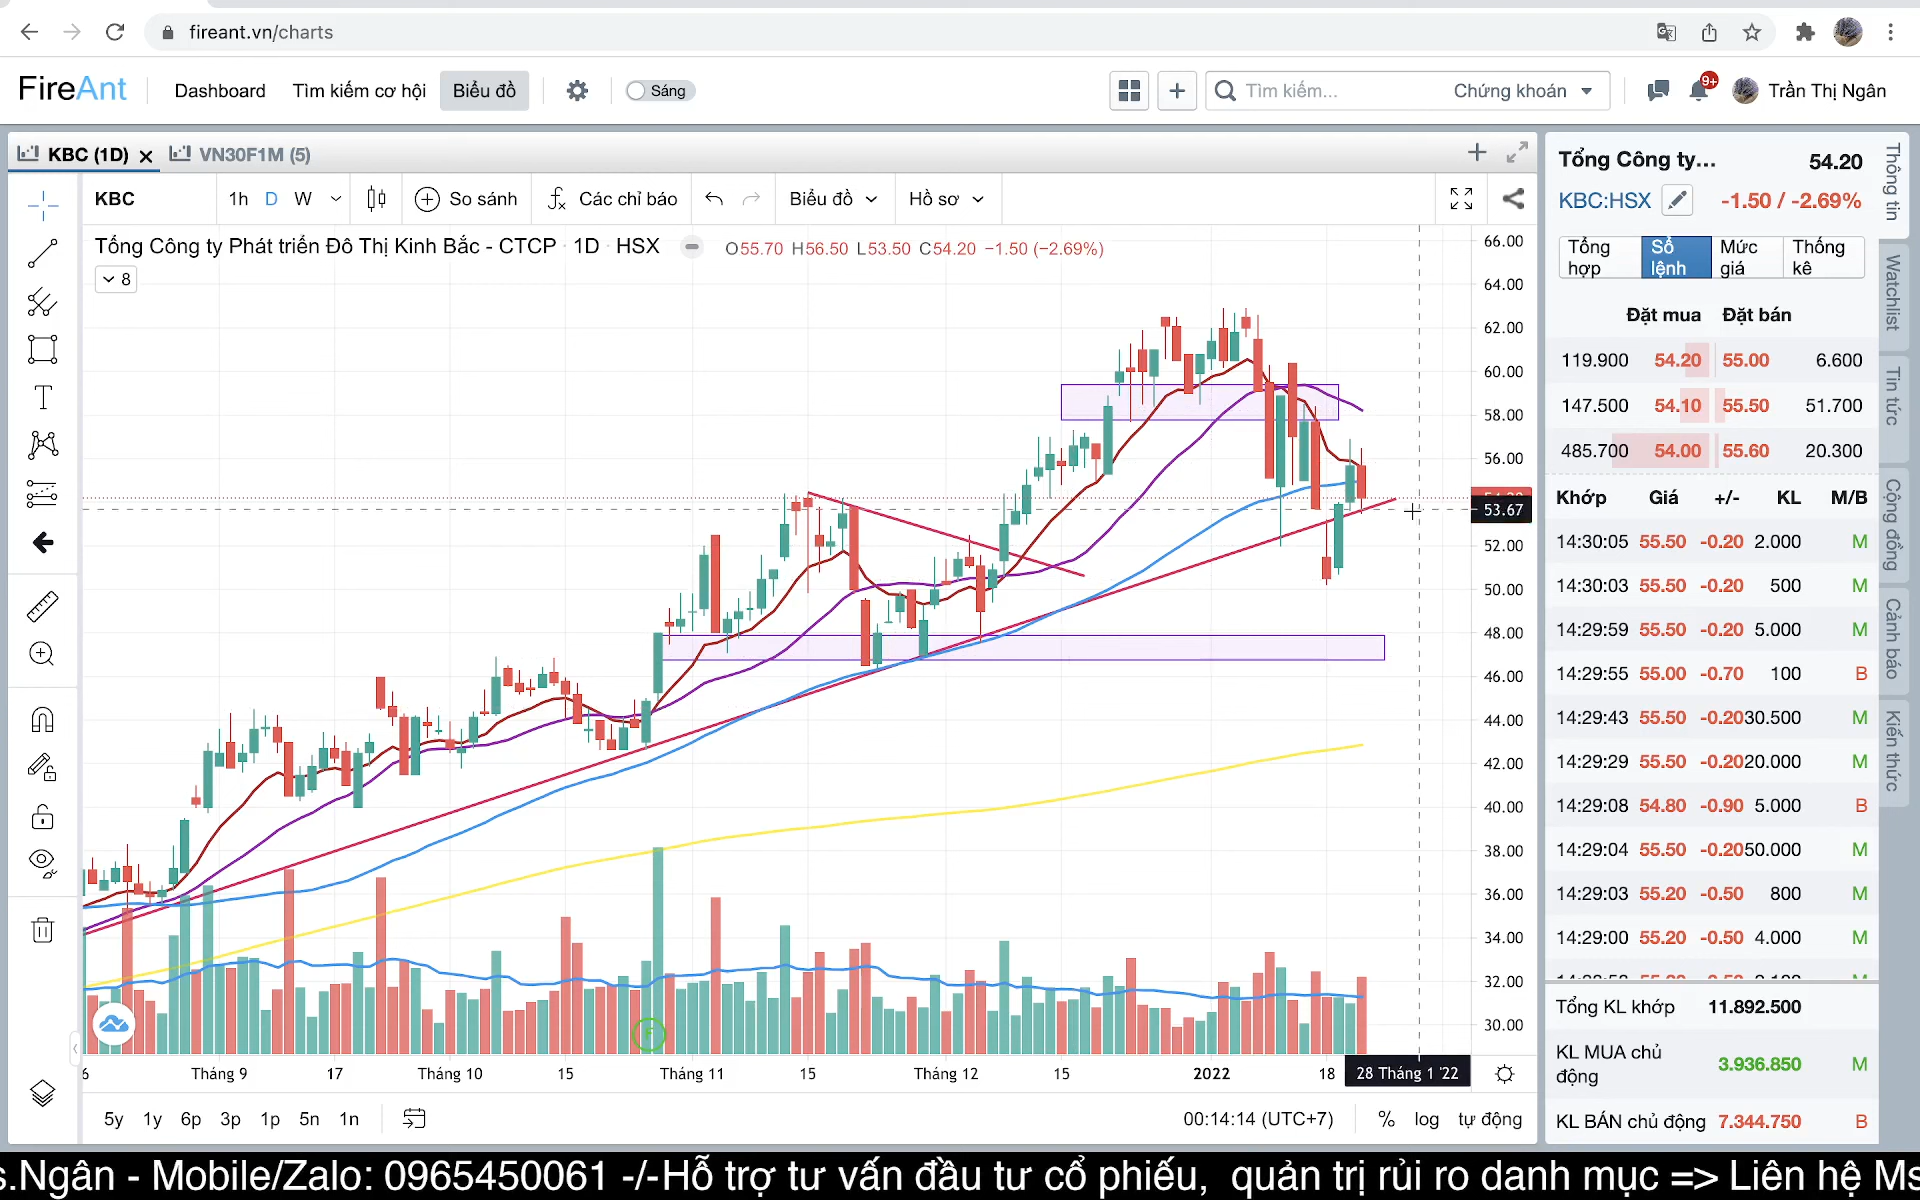 fireant.vn/charts
FireAnt
Dashboard
Tìm kiếm cơ hội
Biểu đồ
Sáng
Tìm kiếm...
Chứng khoán
9+
Trần Thị Ngân
KBC (1D)
VN30F1M (5)
KBC
1h
D
W
So sánh
Các chỉ báo
Biểu đồ
Hồ sơ
Tổng Công ty Phát triển Đô Thị Kinh Bắc - CTCP · 1D · HSX
O55.70 H56.50 L53.50 C54.20 −1.50 (−2.69%)
8
66.00
64.00
62.00
60.00
58.00
56.00
53.67
52.00
50.00
48.00
46.00
44.00
42.00
40.00
38.00
36.00
34.00
32.00
30.00
F
6
Tháng 9
17
Tháng 10
15
Tháng 11
15
Tháng 12
15
2022
18
28 Tháng 1 '22
5y
1y
6p
3p
1p
5n
1n
00:14:14 (UTC+7)
%
log
tự động
Tổng Công ty...
54.20
KBC:HSX
-1.50 / -2.69%
Tổng hợp
Sổ lệnh
Mức giá
Thống kê
Đặt mua Đặt bán
119.900 54.20 55.00 6.600
147.500 54.10 55.50 51.700
485.700 54.00 55.60 20.300
Khớp Giá +/- KL M/B
14:30:05 55.50 -0.20 2.000 M
14:30:03 55.50 -0.20 500 M
14:29:59 55.50 -0.20 5.000 M
14:29:55 55.00 -0.70 100 B
14:29:43 55.50 -0.20 30.500 M
14:29:29 55.50 -0.20 20.000 M
14:29:08 54.80 -0.90 5.000 B
14:29:04 55.50 -0.20 50.000 M
14:29:03 55.20 -0.50 800 M
14:29:00 55.20 -0.50 4.000 M
Tổng KL khớp 11.892.500
KL MUA chủ động 3.936.850 M
KL BÁN chủ động 7.344.750 B
Thông tin
Watchlist
Tin tức
Cộng đồng
Cảnh báo
Kiến thức
s.Ngân - Mobile/Zalo: 0965450061 -/-Hỗ trợ tư vấn đầu tư cổ phiếu, quản trị rủi ro danh mục => Liên hệ Ms